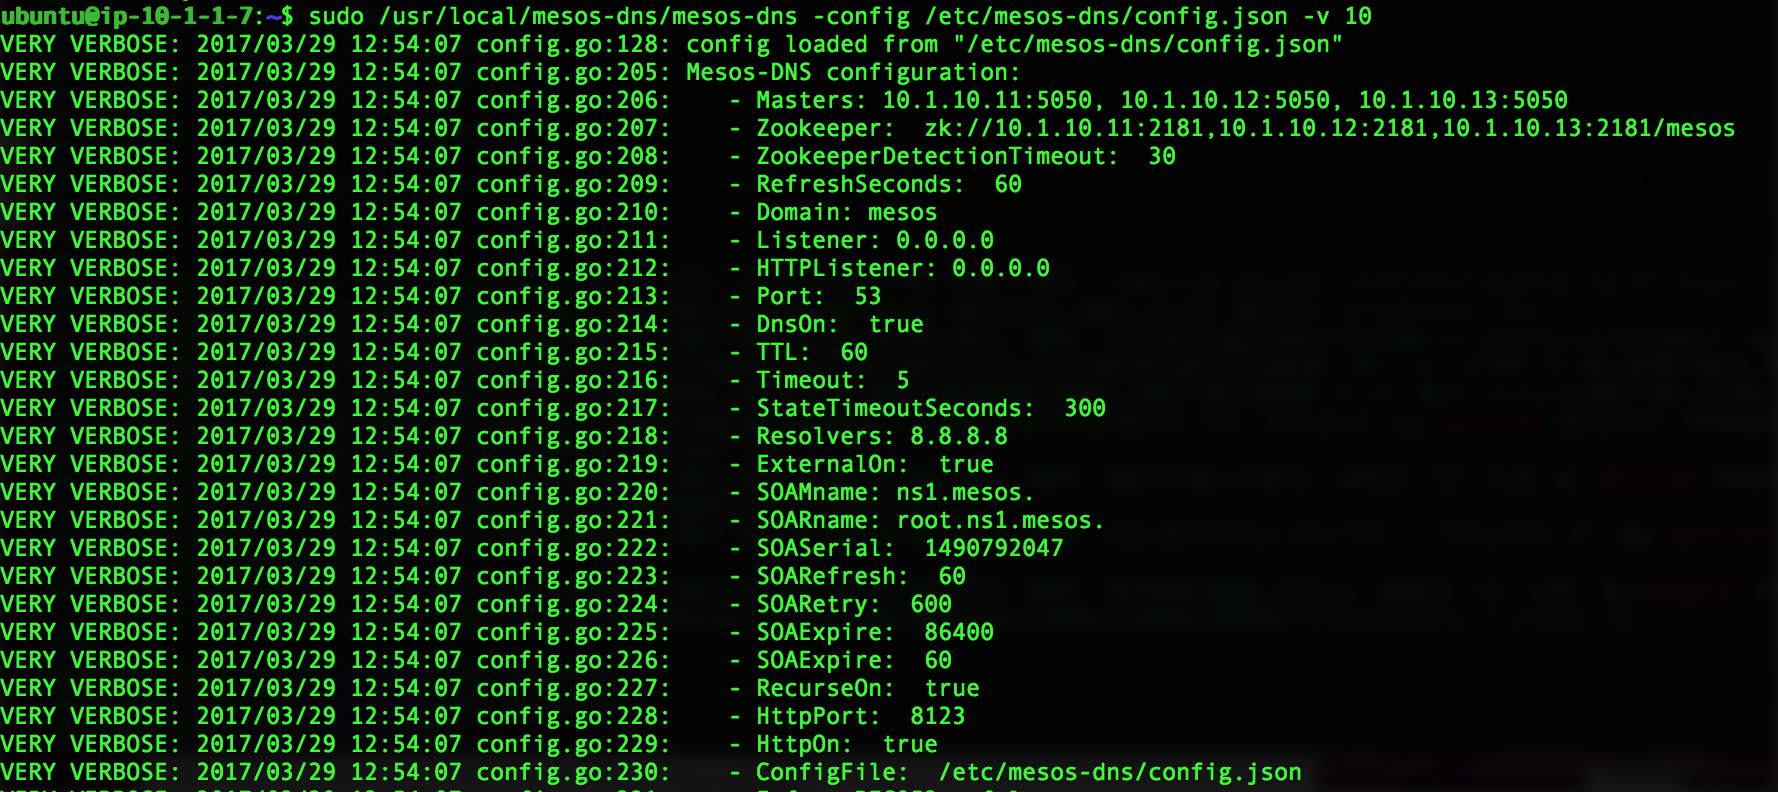 ubuntu@ip-10-1-1-7:~$ sudo /usr/local/mesos-dns/mesos-dns -config /etc/mesos-dns/config.json -v 10
VERY VERBOSE: 2017/03/29 12:54:07 config.go:128: config loaded from "/etc/mesos-dns/config.json"
VERY VERBOSE: 2017/03/29 12:54:07 config.go:205: Mesos-DNS configuration:
VERY VERBOSE: 2017/03/29 12:54:07 config.go:206:    - Masters: 10.1.10.11:5050, 10.1.10.12:5050, 10.1.10.13:5050
VERY VERBOSE: 2017/03/29 12:54:07 config.go:207:    - Zookeeper:  zk://10.1.10.11:2181,10.1.10.12:2181,10.1.10.13:2181/mesos
VERY VERBOSE: 2017/03/29 12:54:07 config.go:208:    - ZookeeperDetectionTimeout:  30
VERY VERBOSE: 2017/03/29 12:54:07 config.go:209:    - RefreshSeconds:  60
VERY VERBOSE: 2017/03/29 12:54:07 config.go:210:    - Domain: mesos
VERY VERBOSE: 2017/03/29 12:54:07 config.go:211:    - Listener: 0.0.0.0
VERY VERBOSE: 2017/03/29 12:54:07 config.go:212:    - HTTPListener: 0.0.0.0
VERY VERBOSE: 2017/03/29 12:54:07 config.go:213:    - Port:  53
VERY VERBOSE: 2017/03/29 12:54:07 config.go:214:    - DnsOn:  true
VERY VERBOSE: 2017/03/29 12:54:07 config.go:215:    - TTL:  60
VERY VERBOSE: 2017/03/29 12:54:07 config.go:216:    - Timeout:  5
VERY VERBOSE: 2017/03/29 12:54:07 config.go:217:    - StateTimeoutSeconds:  300
VERY VERBOSE: 2017/03/29 12:54:07 config.go:218:    - Resolvers: 8.8.8.8
VERY VERBOSE: 2017/03/29 12:54:07 config.go:219:    - ExternalOn:  true
VERY VERBOSE: 2017/03/29 12:54:07 config.go:220:    - SOAMname: ns1.mesos.
VERY VERBOSE: 2017/03/29 12:54:07 config.go:221:    - SOARname: root.ns1.mesos.
VERY VERBOSE: 2017/03/29 12:54:07 config.go:222:    - SOASerial:  1490792047
VERY VERBOSE: 2017/03/29 12:54:07 config.go:223:    - SOARefresh:  60
VERY VERBOSE: 2017/03/29 12:54:07 config.go:224:    - SOARetry:  600
VERY VERBOSE: 2017/03/29 12:54:07 config.go:225:    - SOAExpire:  86400
VERY VERBOSE: 2017/03/29 12:54:07 config.go:226:    - SOAExpire:  60
VERY VERBOSE: 2017/03/29 12:54:07 config.go:227:    - RecurseOn:  true
VERY VERBOSE: 2017/03/29 12:54:07 config.go:228:    - HttpPort:  8123
VERY VERBOSE: 2017/03/29 12:54:07 config.go:229:    - HttpOn:  true
VERY VERBOSE: 2017/03/29 12:54:07 config.go:230:    - ConfigFile:  /etc/mesos-dns/config.json